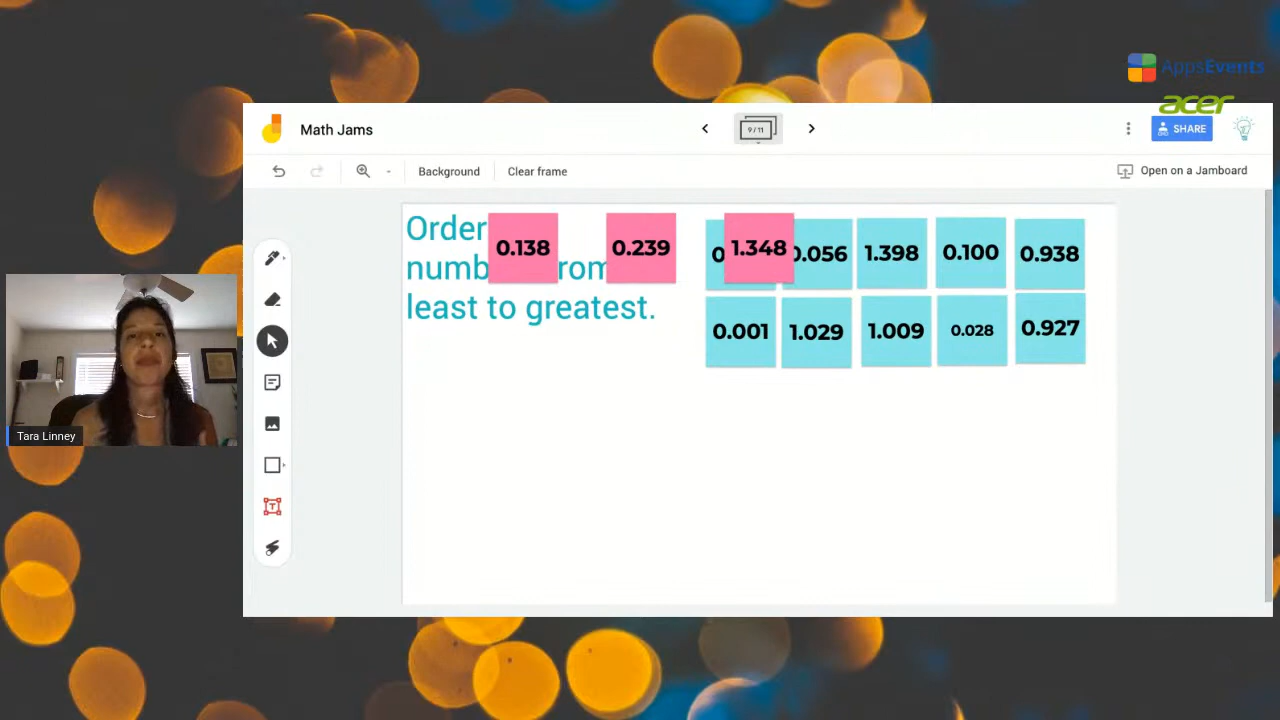 AppsEvents
acer
Math Jams
9 / 11
SHARE
Background
Clear frame
Open on a Jamboard
Order
numb rom
least to greatest.
0.138
0.239
1.348
0.056
1.398
0.100
0.938
0.001
1.029
1.009
0.028
0.927
Tara Linney